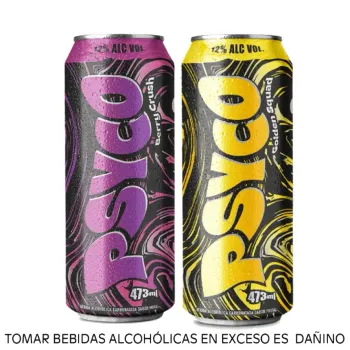 12% ALC VOL.
PSYCO
Berry Crush
473ml
12% ALC VOL.
PSYCO
Golden Squad
473ml
TOMAR BEBIDAS ALCOHÓLICAS EN EXCESO ES DAÑINO